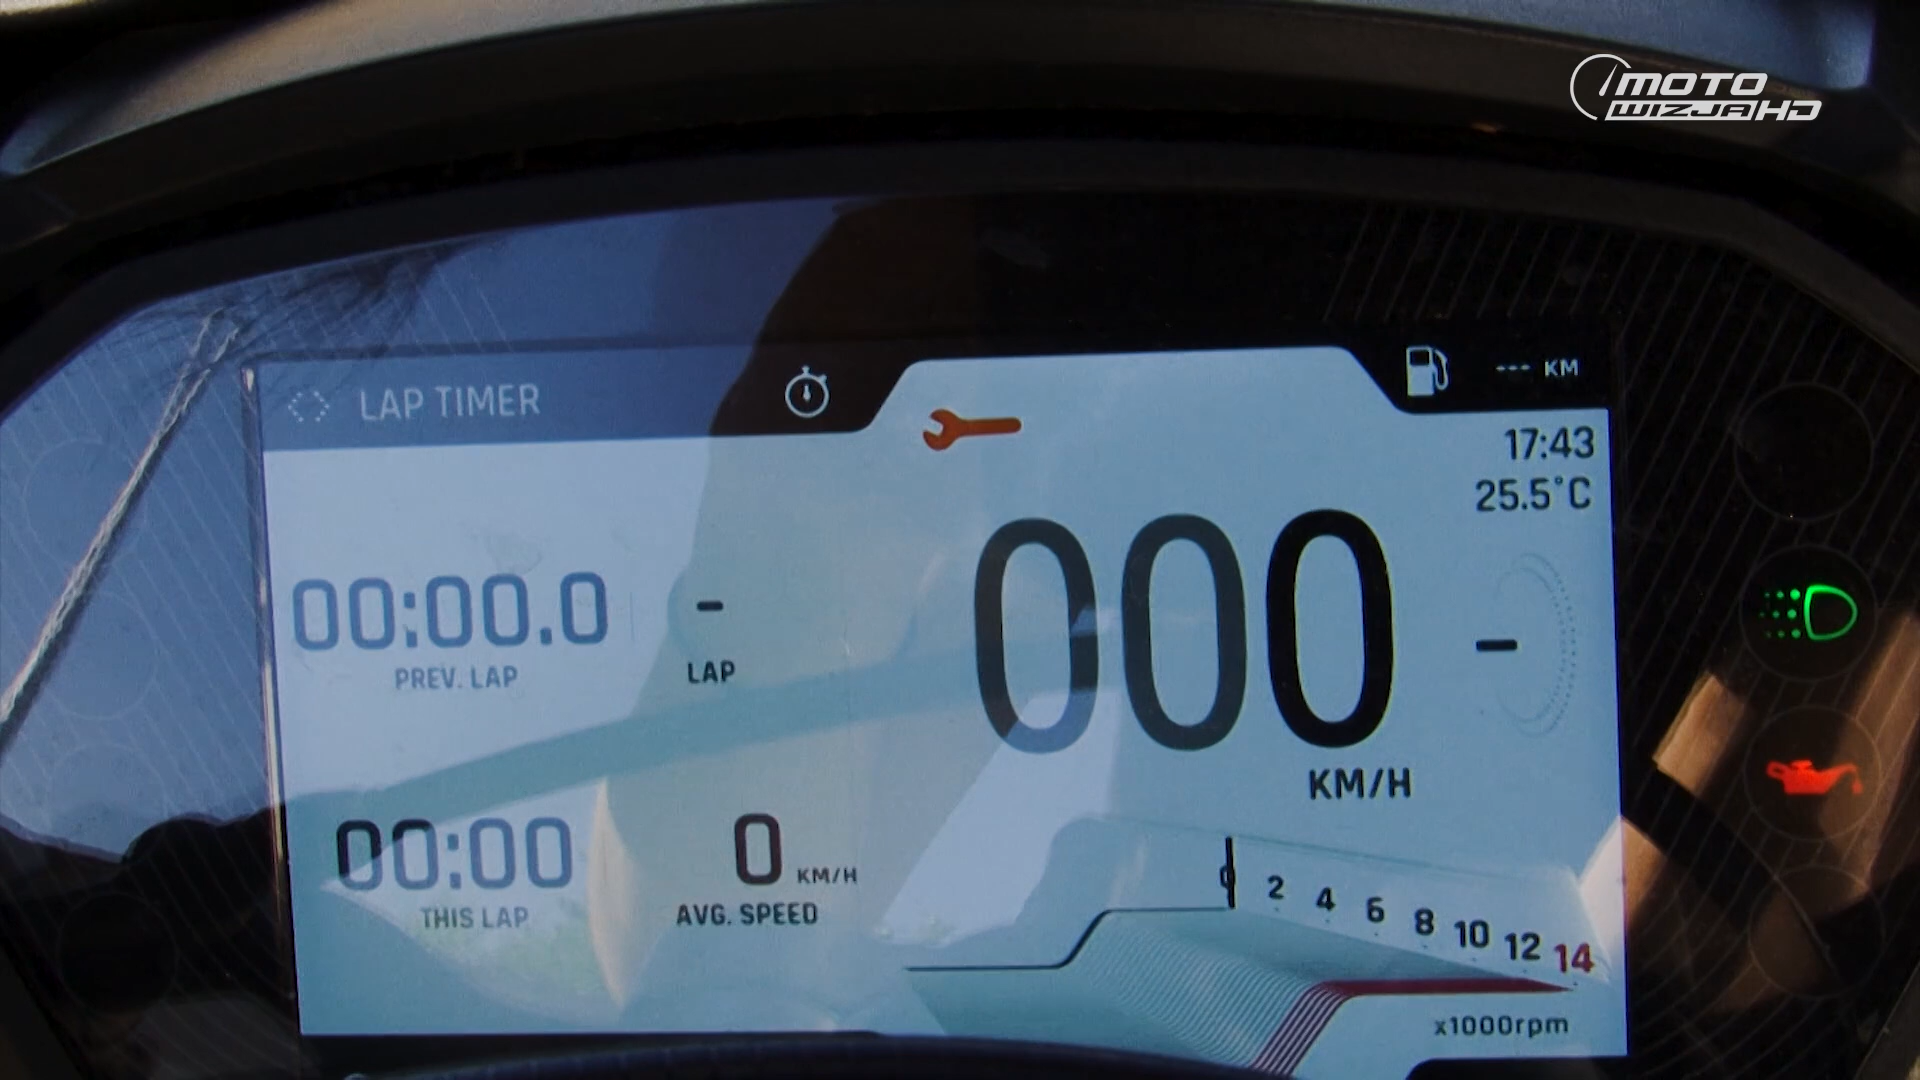 MOTO
WIZJA HD
LAP TIMER
--- KM
17:43
25.5°C
00:00.0
-
PREV. LAP
LAP
000
-
KM/H
00:00
0 KM/H
THIS LAP
AVG. SPEED
0 2 4 6 8 10 12 14
x1000rpm